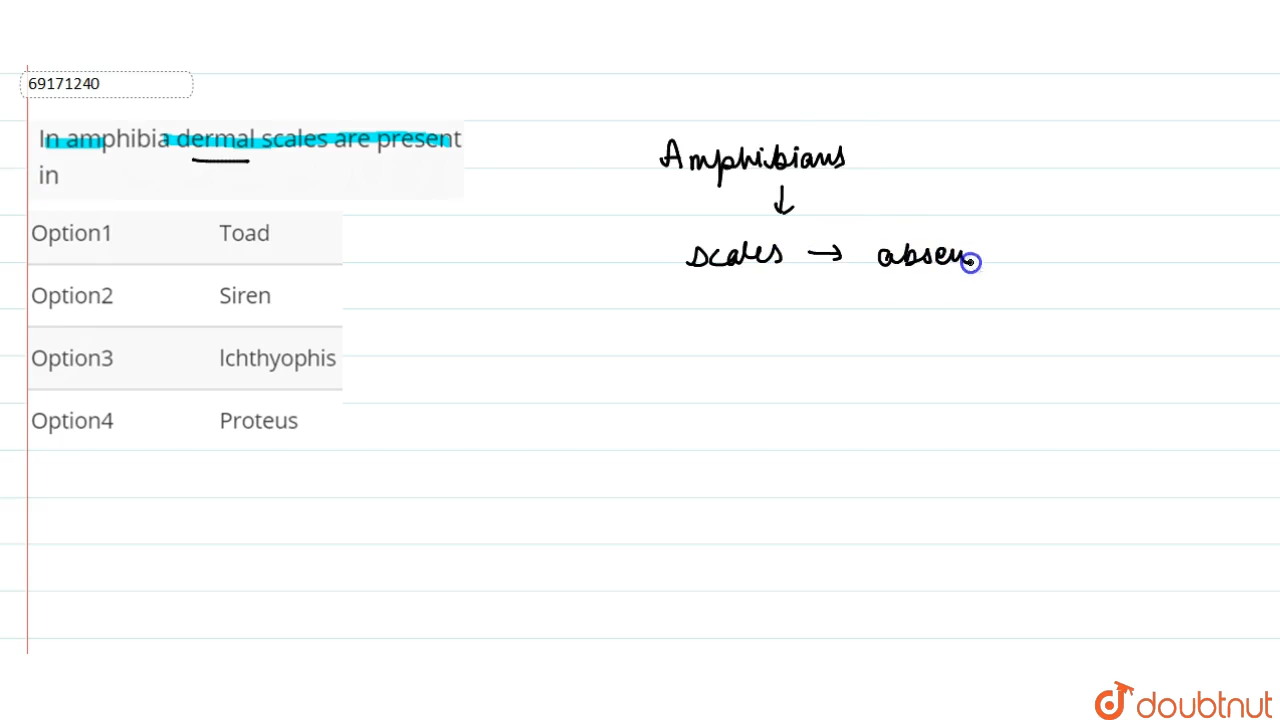 69171240
In amphibia dermal scales are present
in
Option1 Toad
Option2 Siren
Option3 lchthyophis
Option4 Proteus
Amphibians
↓
scales → absen
doubtnut